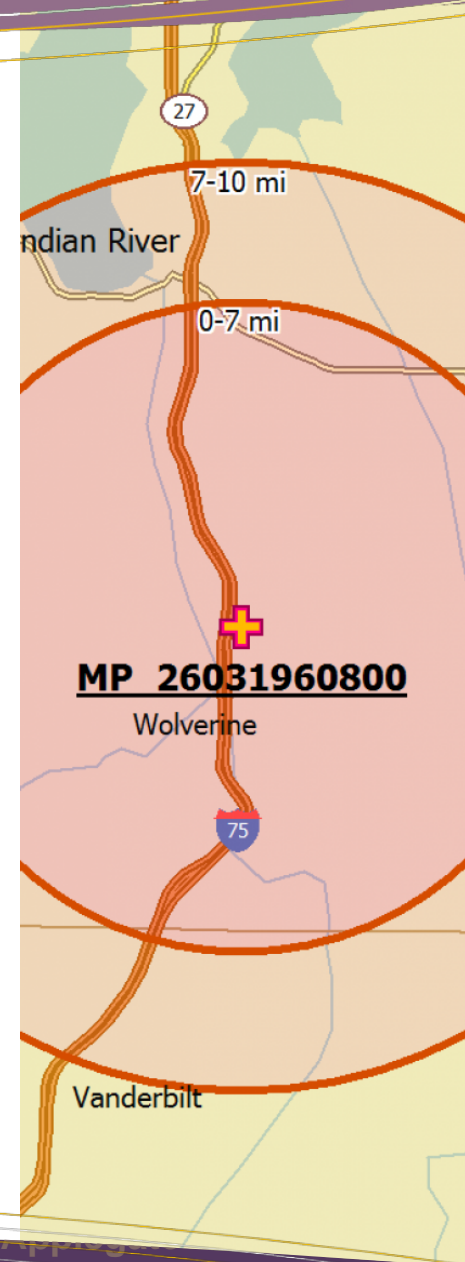 27
7-10 mi
ndian River
0-7 mi
MP 26031960800
Wolverine
75
Vanderbilt